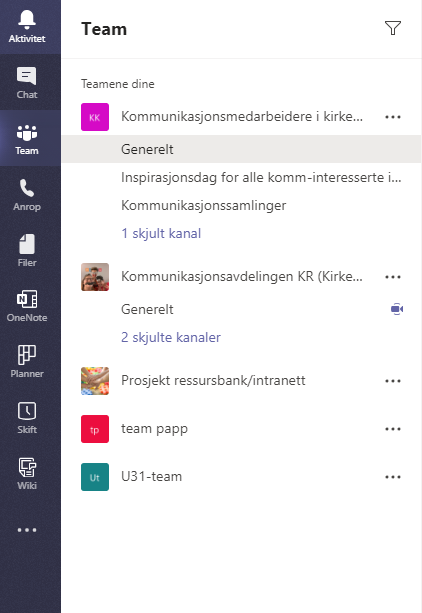 Aktivitet
Chat
Team
Anrop
Filer
OneNote
Planner
Skift
Wiki
Team
Teamene dine
KK
Kommunikasjonsmedarbeidere i kirke...
Generelt
Inspirasjonsdag for alle komm-interesserte i...
Kommunikasjonssamlinger
1 skjult kanal
Kommunikasjonsavdelingen KR (Kirke...
Generelt
2 skjulte kanaler
Prosjekt ressursbank/intranett
tp
team papp
Ut
U31-team